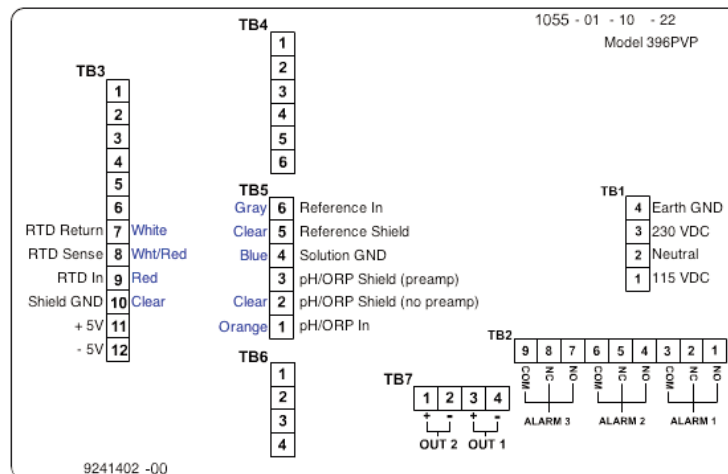 1055 - 01 - 10 - 22
Model 396PVP
TB4
1
2
3
4
5
6
TB3
1
2
3
4
5
6
RTD Return 7 White
RTD Sense 8 Wht/Red
RTD In 9 Red
Shield GND 10 Clear
+ 5V 11
- 5V 12
TB5
Gray 6 Reference In
Clear 5 Reference Shield
Blue 4 Solution GND
3 pH/ORP Shield (preamp)
Clear 2 pH/ORP Shield (no preamp)
Orange 1 pH/ORP In
TB1
4 Earth GND
3 230 VDC
2 Neutral
1 115 VDC
TB6
1
2
3
4
TB7
1 2 3 4
+ - + -
OUT 2 OUT 1
TB2
9 8 7 6 5 4 3 2 1
COM NC NO COM NC NO COM NC NO
ALARM 3 ALARM 2 ALARM 1
9241402 -00